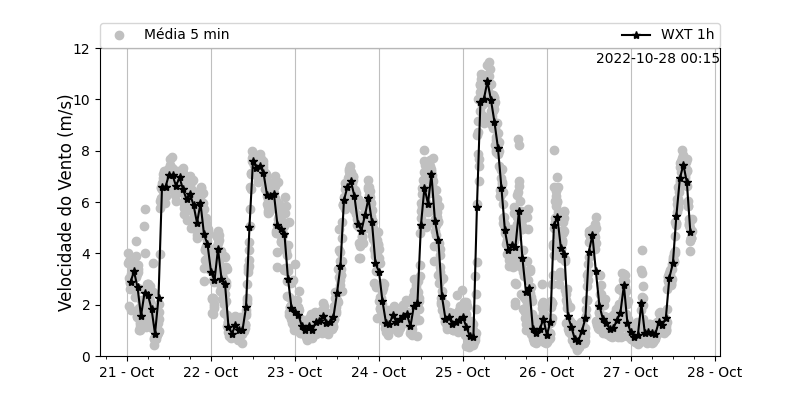 Média 5 min
WXT 1h
2022-10-28 00:15
Velocidade do Vento (m/s)
12
10
8
6
4
2
0
21 - Oct 22 - Oct 23 - Oct 24 - Oct 25 - Oct 26 - Oct 27 - Oct 28 - Oct